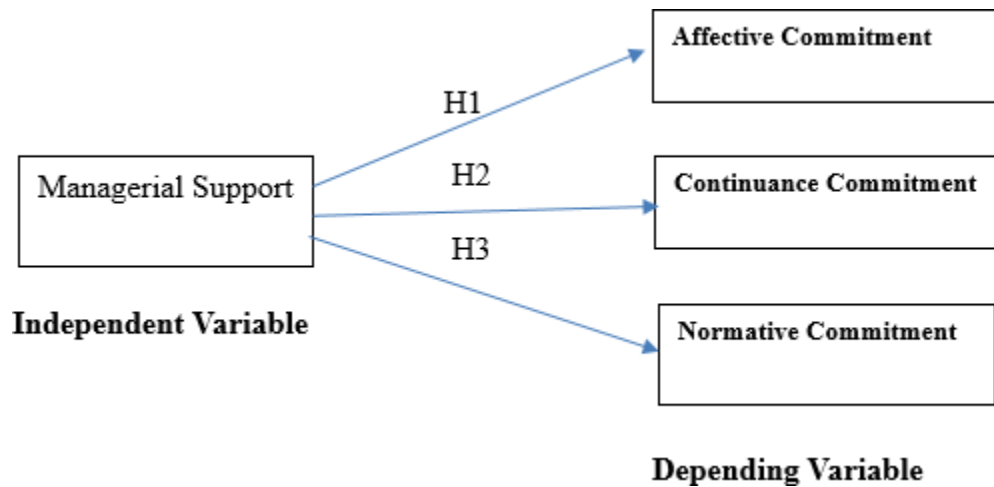 Affective Commitment
H1
Managerial Support
H2
Continuance Commitment
H3
Independent Variable
Normative Commitment
Depending Variable